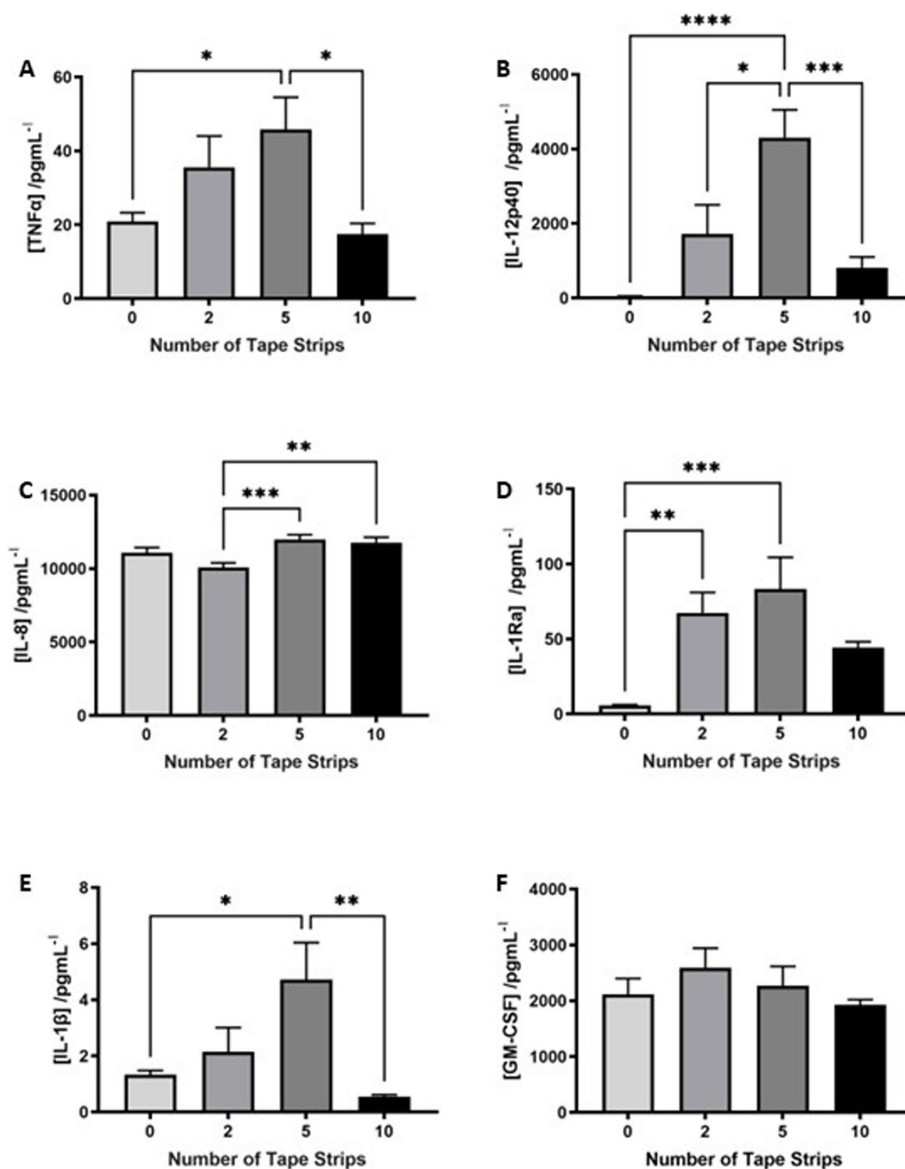 A
* *
[TNFα] /pgmL⁻¹
60
40
20
0
0 2 5 10
Number of Tape Strips
B
****
* ***
[IL-12p40] /pgmL⁻¹
6000
4000
2000
0
0 2 5 10
Number of Tape Strips
C
**
***
[IL-8] /pgmL⁻¹
15000
10000
5000
0
0 2 5 10
Number of Tape Strips
D
***
**
[IL-1Ra] /pgmL⁻¹
150
100
50
0
0 2 5 10
Number of Tape Strips
E
* **
[IL-1β] /pgmL⁻¹
8
6
4
2
0
0 2 5 10
Number of Tape Strips
F
[GM-CSF] /pgmL⁻¹
4000
3000
2000
1000
0
0 2 5 10
Number of Tape Strips